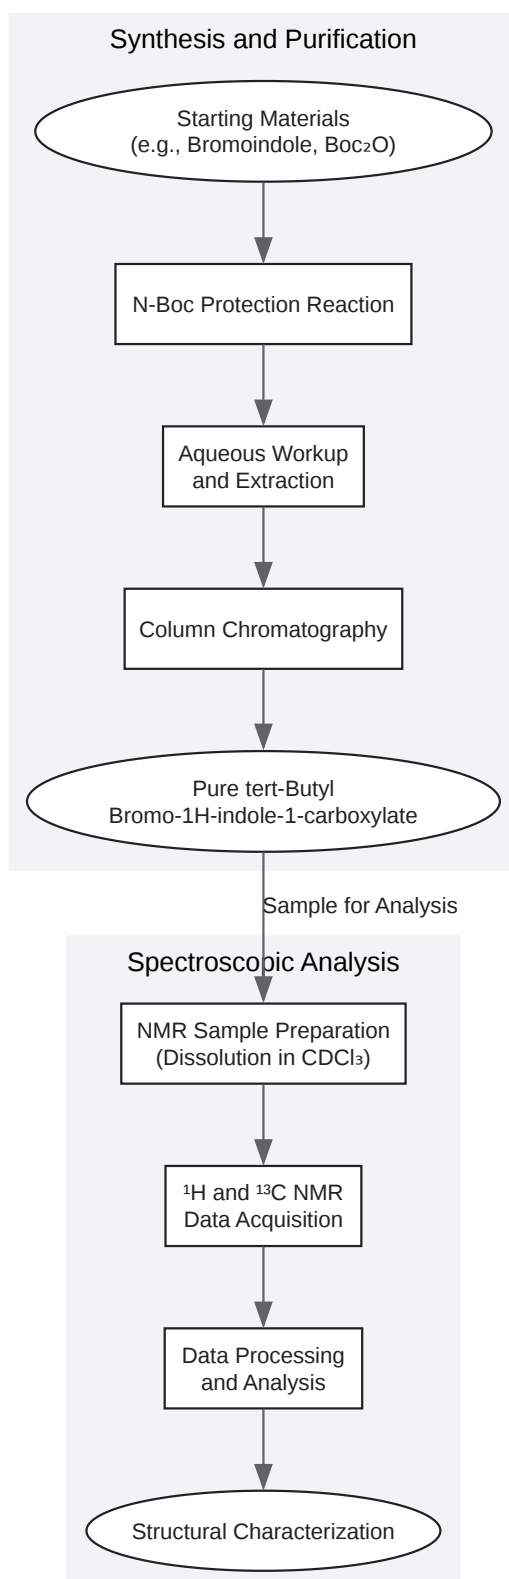 Synthesis and Purification
Starting Materials
(e.g., Bromoindole, Boc₂O)
N-Boc Protection Reaction
Aqueous Workup
and Extraction
Column Chromatography
Pure tert-Butyl
Bromo-1H-indole-1-carboxylate
Sample for Analysis
Spectroscopic Analysis
NMR Sample Preparation
(Dissolution in CDCl₃)
¹H and ¹³C NMR
Data Acquisition
Data Processing
and Analysis
Structural Characterization